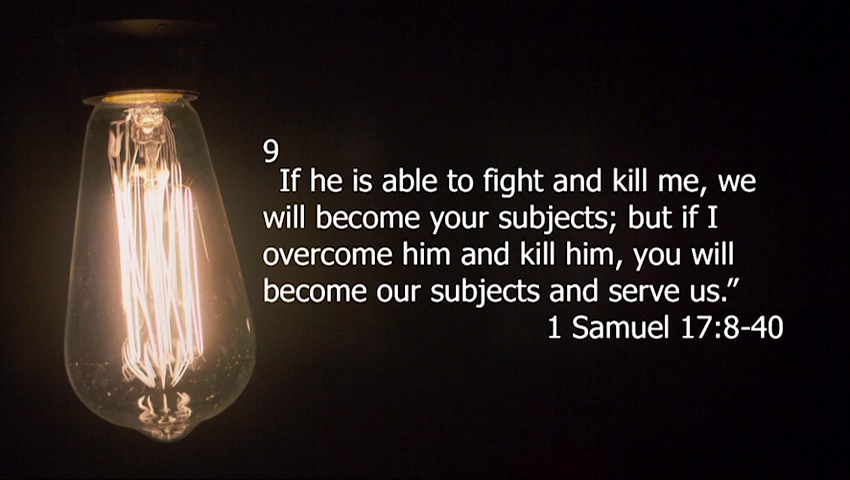 9
If he is able to fight and kill me, we
will become your subjects; but if I
overcome him and kill him, you will
become our subjects and serve us.”
1 Samuel 17:8-40